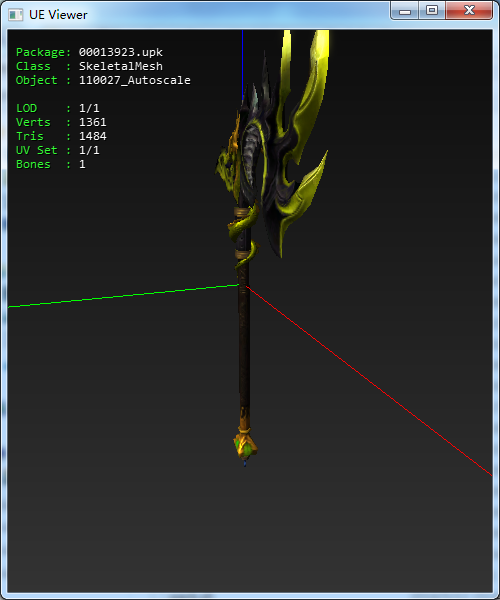 UE Viewer
Package: 00013923.upk
Class : SkeletalMesh
Object : 110027_Autoscale
LOD : 1/1
Verts : 1361
Tris : 1484
UV Set : 1/1
Bones : 1